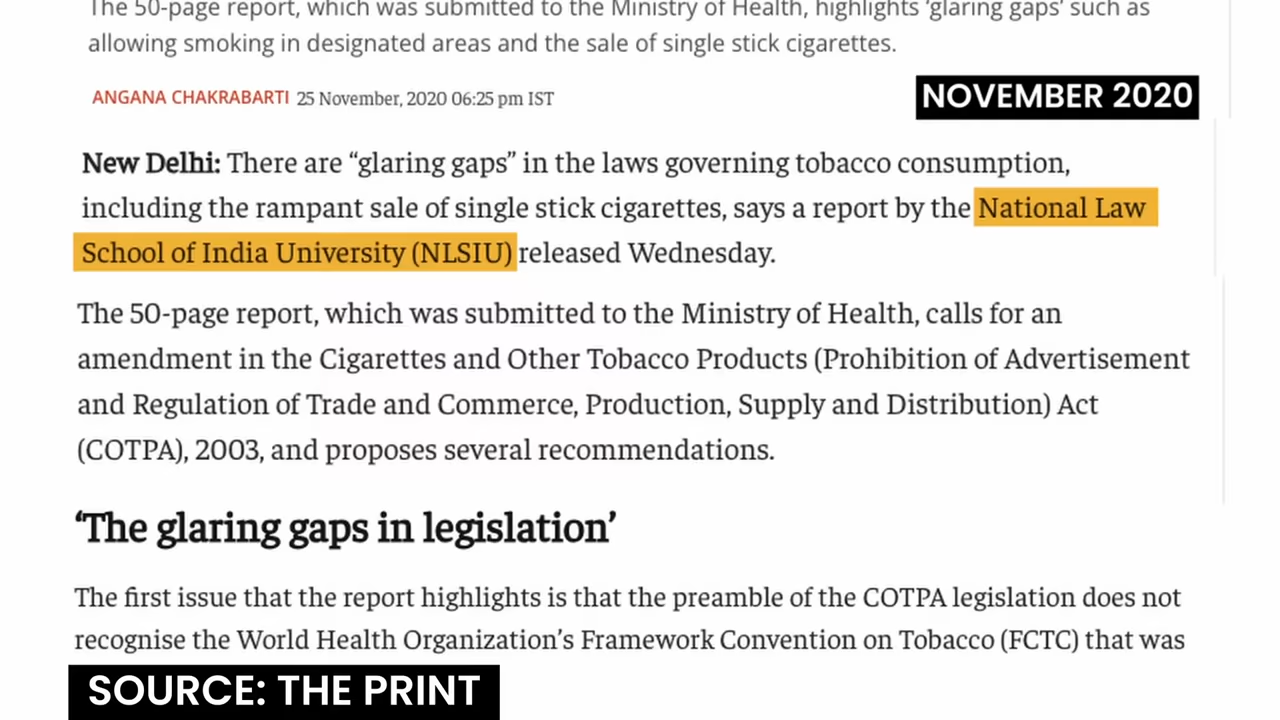 The 50-page report, which was submitted to the Ministry of Health, highlights ‘glaring gaps’ such as
allowing smoking in designated areas and the sale of single stick cigarettes.
ANGANA CHAKRABARTI 25 November, 2020 06:25 pm IST
NOVEMBER 2020
New Delhi: There are “glaring gaps” in the laws governing tobacco consumption,
including the rampant sale of single stick cigarettes, says a report by the National Law
School of India University (NLSIU) released Wednesday.
The 50-page report, which was submitted to the Ministry of Health, calls for an
amendment in the Cigarettes and Other Tobacco Products (Prohibition of Advertisement
and Regulation of Trade and Commerce, Production, Supply and Distribution) Act
(COTPA), 2003, and proposes several recommendations.
‘The glaring gaps in legislation’
The first issue that the report highlights is that the preamble of the COTPA legislation does not
recognise the World Health Organization’s Framework Convention on Tobacco (FCTC) that was
SOURCE: THE PRINT